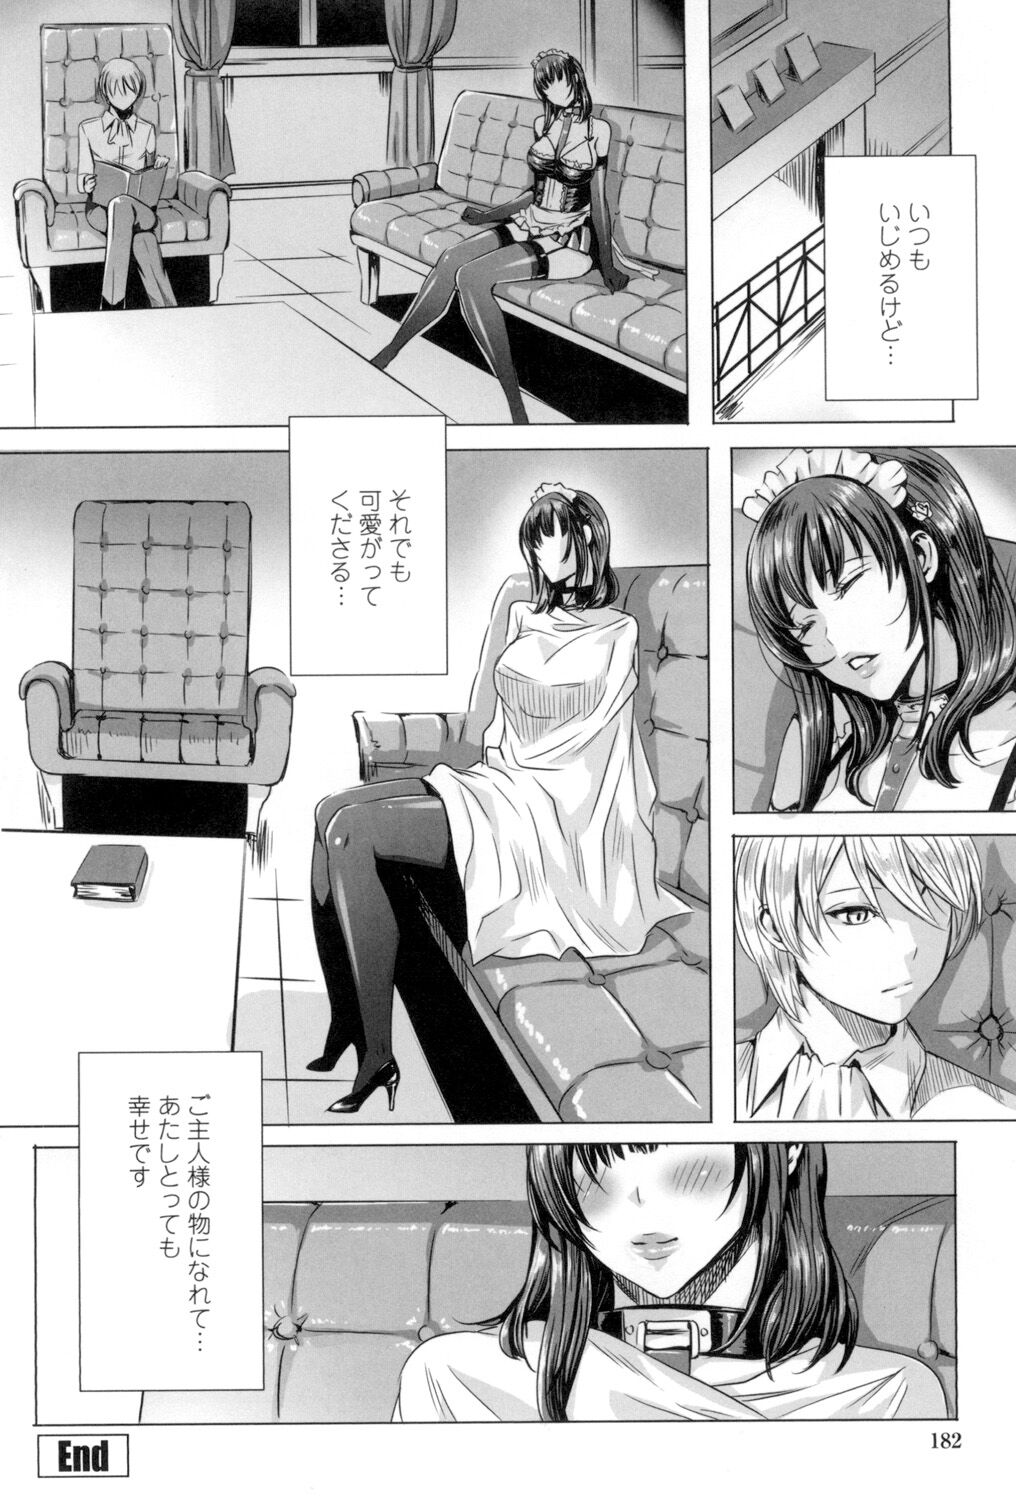 いつも
いじめるけど…
それでも
可愛がって
くださる…
ご主人様の物になれて…
あたしとっても
幸せです
End
182